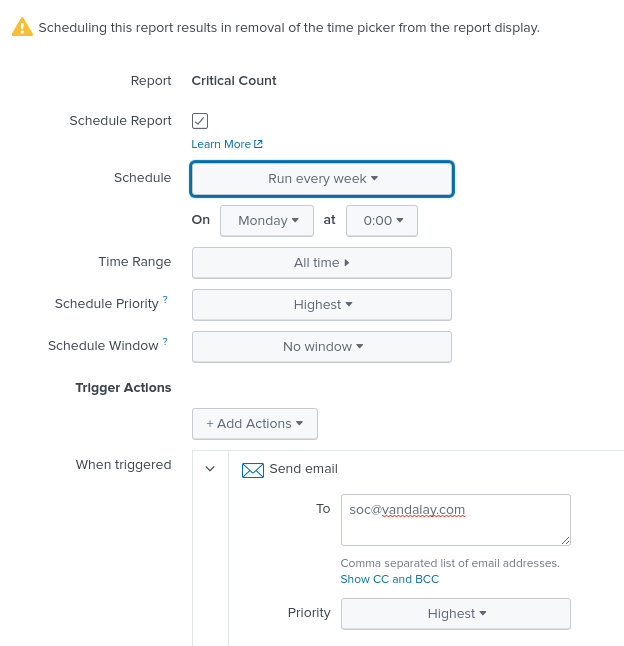 Scheduling this report results in removal of the time picker from the report display.
Report Critical Count
Schedule Report
Learn More
Schedule Run every week
On Monday at 0:00
Time Range All time
Schedule Priority ? Highest
Schedule Window ? No window
Trigger Actions
+ Add Actions
When triggered Send email
To soc@vandalay.com
Comma separated list of email addresses.
Show CC and BCC
Priority Highest